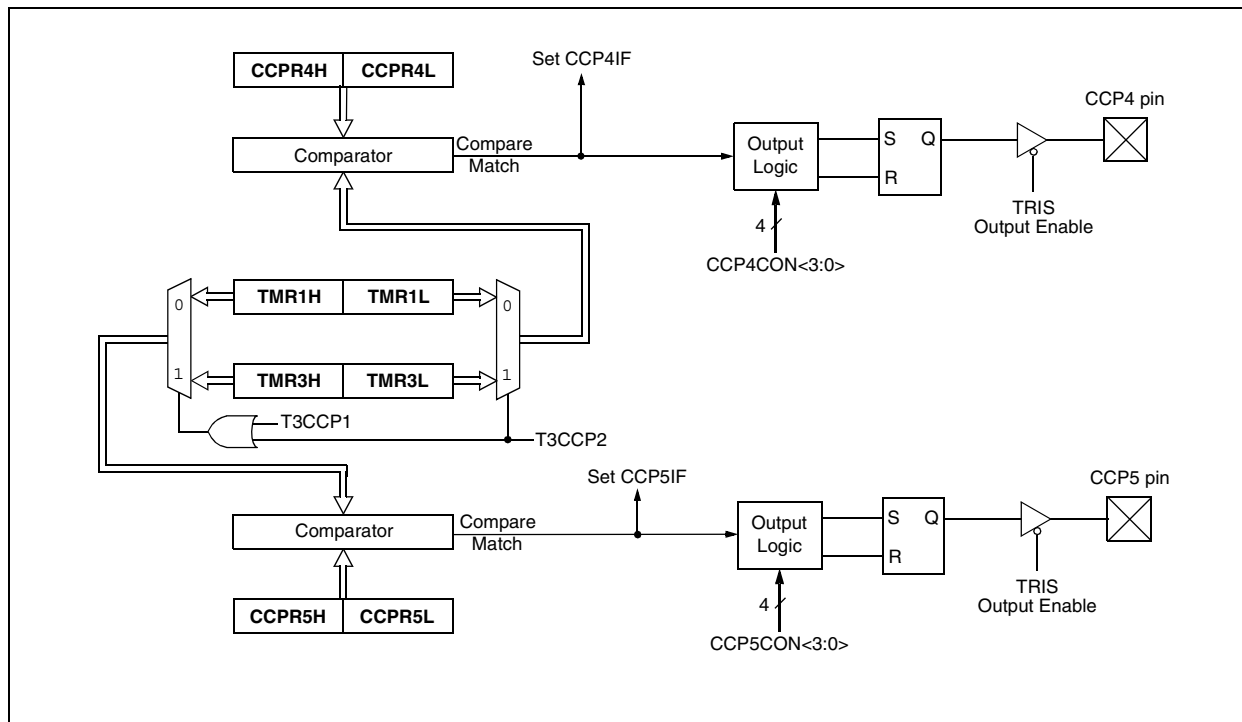 CCPR4H CCPR4L
Set CCP4IF
CCP4 pin
Comparator
Compare
Match
Output
Logic
S Q
R
TRIS
Output Enable
4
CCP4CON<3:0>
0 TMR1H TMR1L 0
1 TMR3H TMR3L 1
T3CCP1
T3CCP2
Set CCP5IF
CCP5 pin
Comparator
Compare
Match
Output
Logic
S Q
R
TRIS
Output Enable
4
CCPR5H CCPR5L
CCP5CON<3:0>